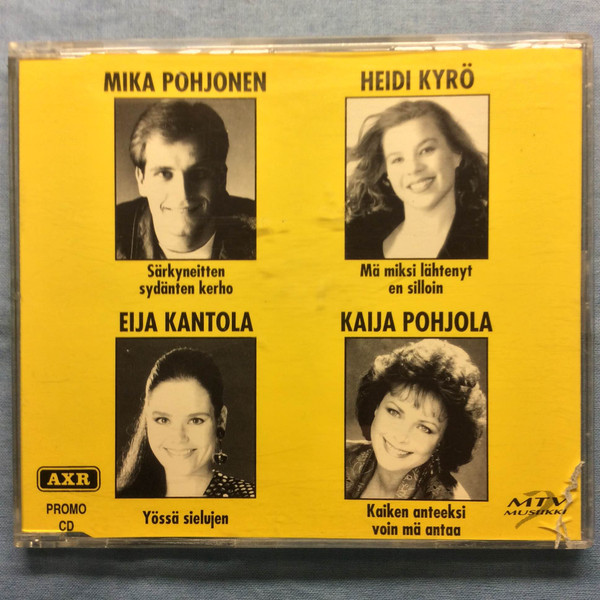 MIKA POHJONEN
HEIDI KYRÖ
Särkyneitten
sydänten kerho
Mä miksi lähtenyt
en silloin
EIJA KANTOLA
KAIJA POHJOLA
Yössä sielujen
Kaiken anteeksi
voin mä antaa
AXR
PROMO
CD
MTV
MUSIIKKI